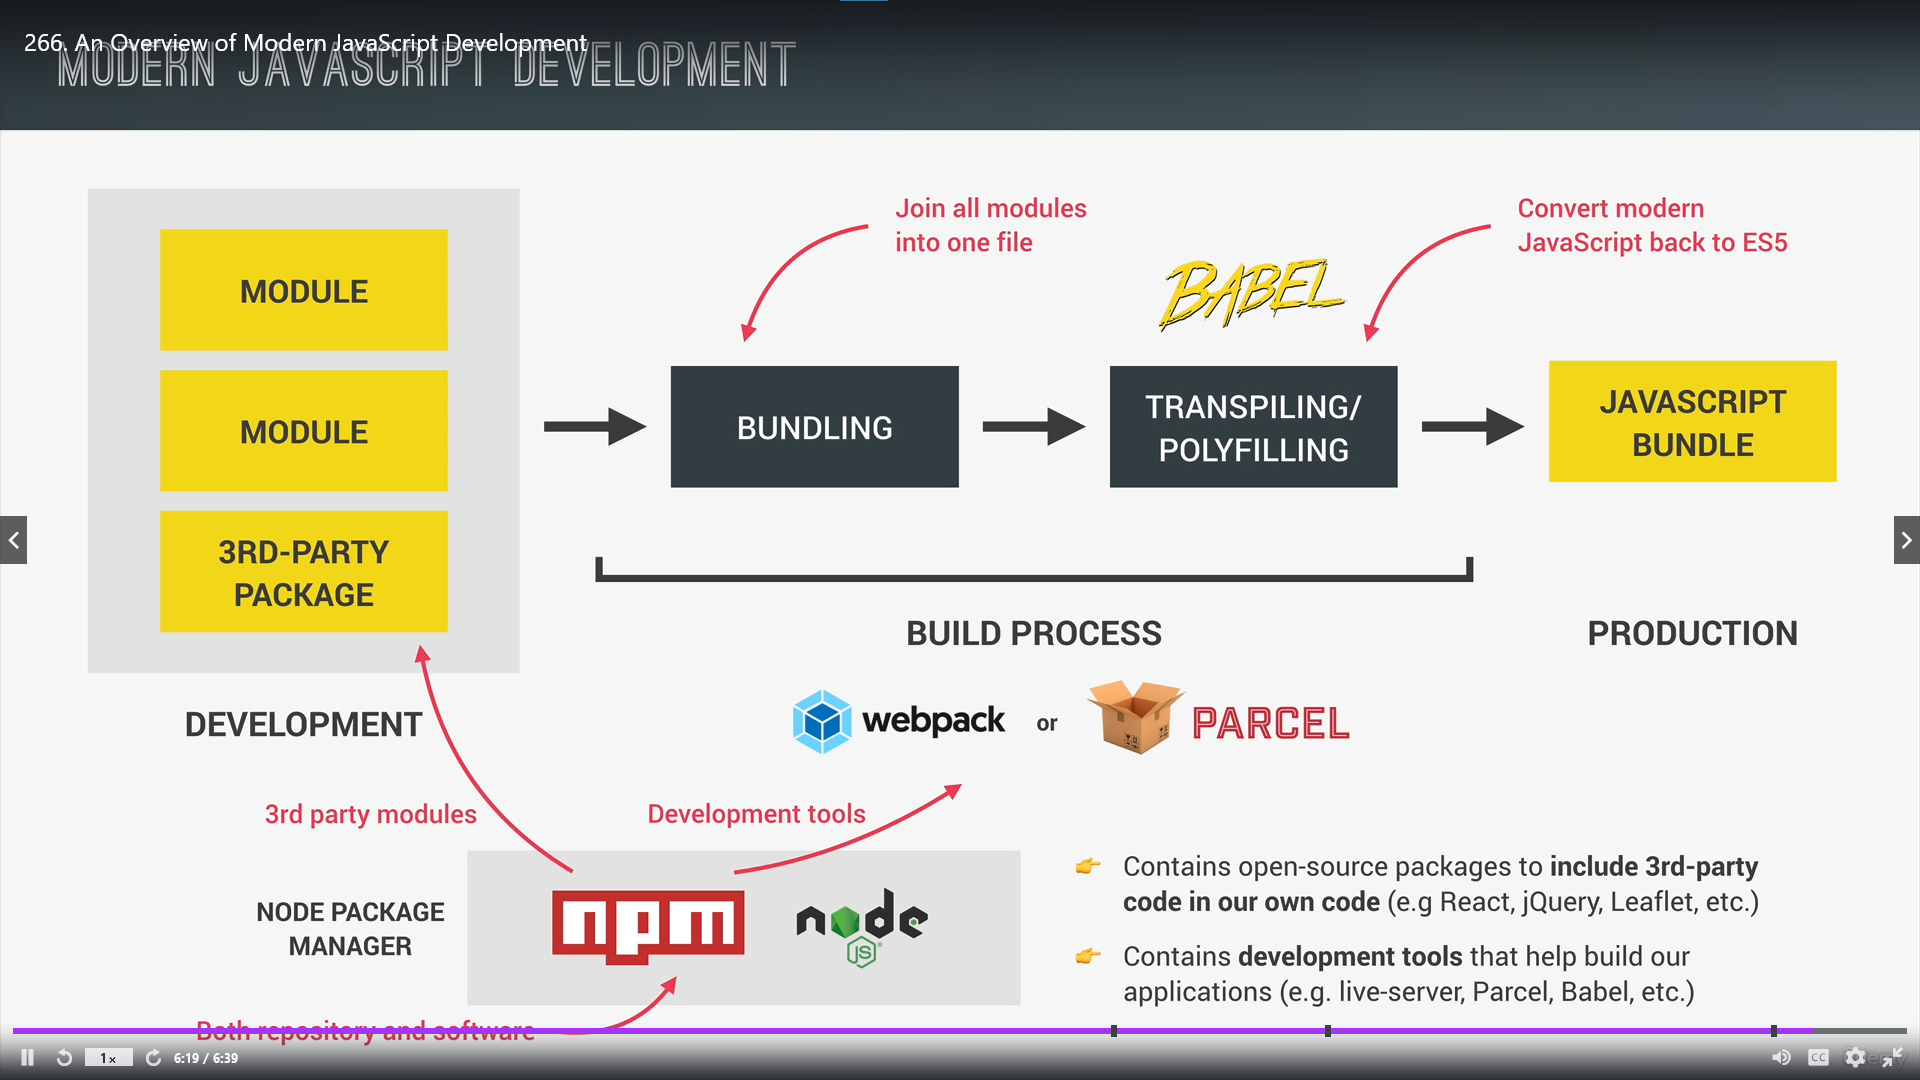 266. An Overview of Modern JavaScript Development
MODERN JAVASCRIPT DEVELOPMENT
MODULE
MODULE
3RD-PARTY
PACKAGE
DEVELOPMENT
Join all modules
into one file
BUNDLING
BABEL
Convert modern
JavaScript back to ES5
TRANSPILING/
POLYFILLING
JAVASCRIPT
BUNDLE
BUILD PROCESS
PRODUCTION
webpack or PARCEL
3rd party modules
Development tools
NODE PACKAGE
MANAGER
npm
node
JS
Both repository and software
👉 Contains open-source packages to include 3rd-party
code in our own code (e.g React, jQuery, Leaflet, etc.)
👉 Contains development tools that help build our
applications (e.g. live-server, Parcel, Babel, etc.)
1x
6:19 / 6:39
CC